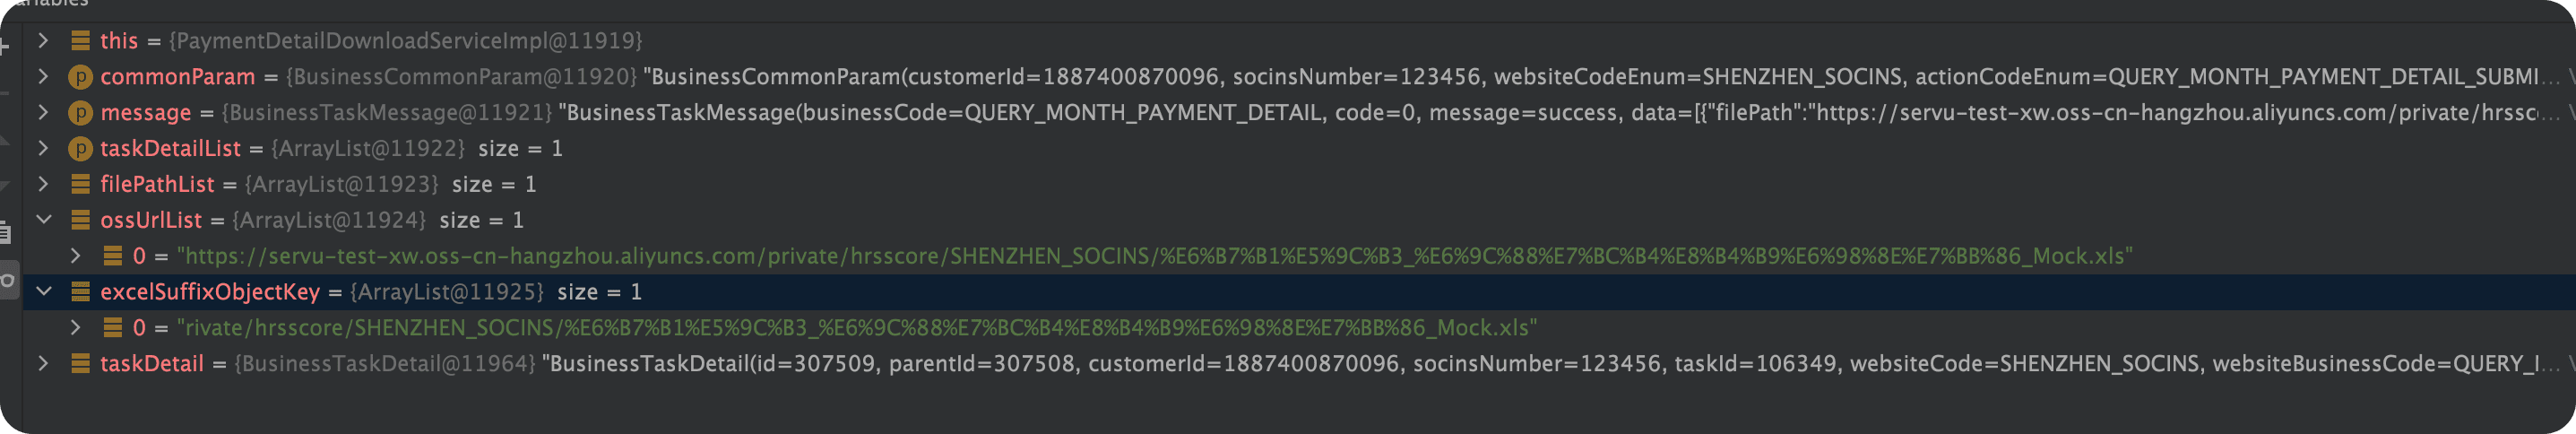 this = {PaymentDetailDownloadServiceImpl@11919}
commonParam = {BusinessCommonParam@11920} "BusinessCommonParam(customerId=1887400870096, socinsNumber=123456, websiteCodeEnum=SHENZHEN_SOCINS, actionCodeEnum=QUERY_MONTH_PAYMENT_DETAIL_SUBMI...
message = {BusinessTaskMessage@11921} "BusinessTaskMessage(businessCode=QUERY_MONTH_PAYMENT_DETAIL, code=0, message=success, data=[{"filePath":"https://servu-test-xw.oss-cn-hangzhou.aliyuncs.com/private/hrssc...
taskDetailList = {ArrayList@11922} size = 1
filePathList = {ArrayList@11923} size = 1
ossUrlList = {ArrayList@11924} size = 1
0 = "https://servu-test-xw.oss-cn-hangzhou.aliyuncs.com/private/hrsscore/SHENZHEN_SOCINS/%E6%B7%B1%E5%9C%B3_%E6%9C%88%E7%BC%B4%E8%B4%B9%E6%98%8E%E7%BB%86_Mock.xls"
excelSuffixObjectKey = {ArrayList@11925} size = 1
0 = "rivate/hrsscore/SHENZHEN_SOCINS/%E6%B7%B1%E5%9C%B3_%E6%9C%88%E7%BC%B4%E8%B4%B9%E6%98%8E%E7%BB%86_Mock.xls"
taskDetail = {BusinessTaskDetail@11964} "BusinessTaskDetail(id=307509, parentId=307508, customerId=1887400870096, socinsNumber=123456, taskId=106349, websiteCode=SHENZHEN_SOCINS, websiteBusinessCode=QUERY_I...